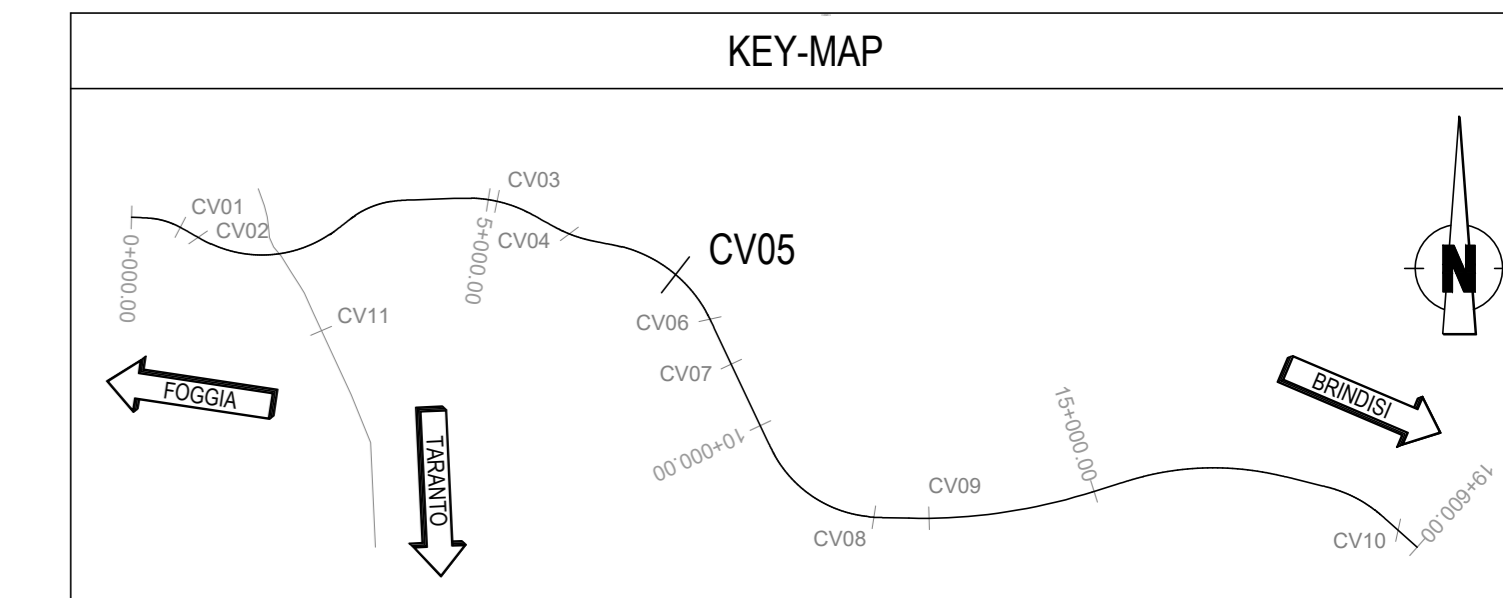 KEY-MAP
CV03
CV01
CV02
CV04
CV05
0+000.00
5+000.00
N
CV11
CV06
CV07
FOGGIA
TARANTO
BRINDISI
10+000.00
15+000.00
CV09
CV08
CV10
19+600.00